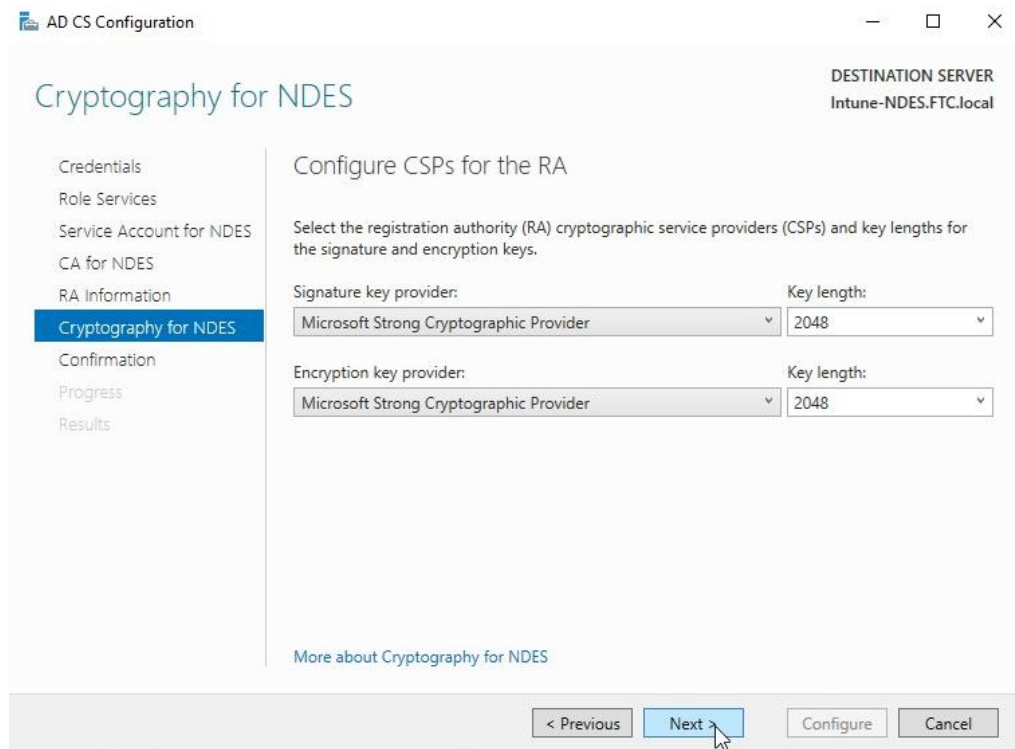 AD CS Configuration
Cryptography for NDES
DESTINATION SERVER
Intune-NDES.FTC.local
Credentials
Role Services
Service Account for NDES
CA for NDES
RA Information
Cryptography for NDES
Confirmation
Progress
Results
Configure CSPs for the RA
Select the registration authority (RA) cryptographic service providers (CSPs) and key lengths for
the signature and encryption keys.
Signature key provider: Key length:
Microsoft Strong Cryptographic Provider 2048
Encryption key provider: Key length:
Microsoft Strong Cryptographic Provider 2048
More about Cryptography for NDES
< Previous Next > Configure Cancel